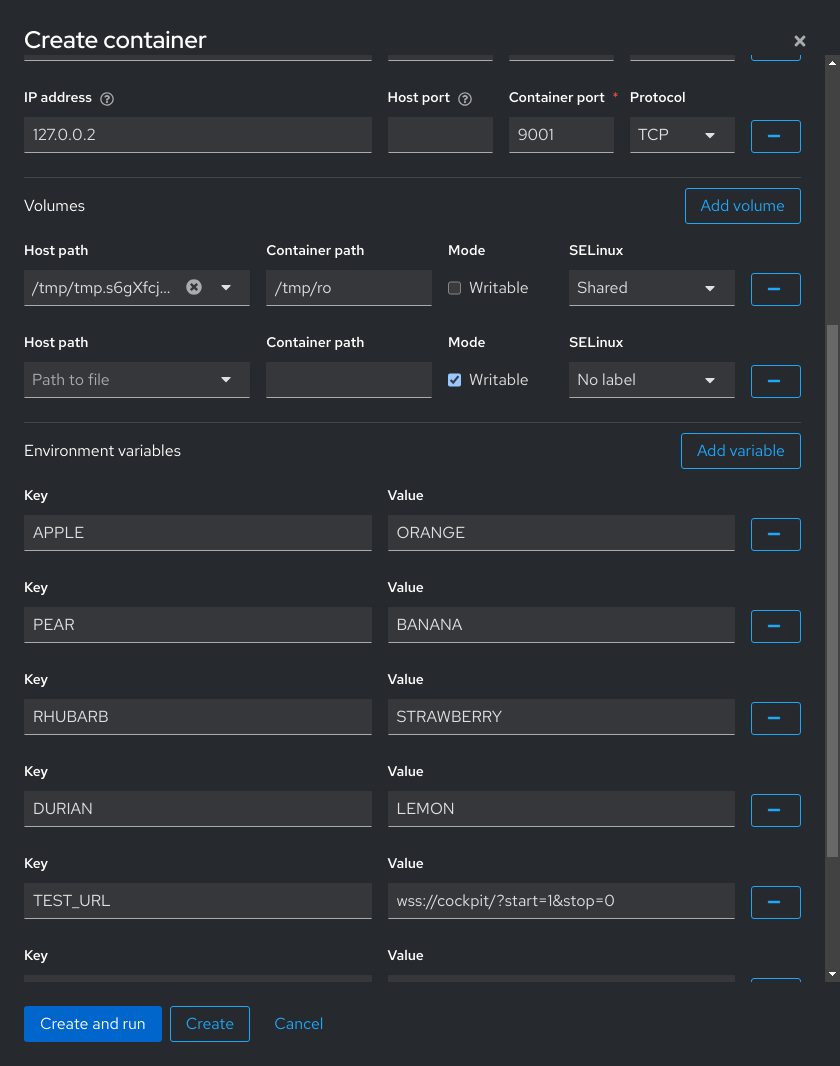 Create container
IP address Host port Container port * Protocol
127.0.0.2 9001 TCP
Volumes Add volume
Host path Container path Mode SELinux
/tmp/tmp.s6gXfcj... /tmp/ro Writable Shared
Host path Container path Mode SELinux
Path to file Writable No label
Environment variables Add variable
Key Value
APPLE ORANGE
Key Value
PEAR BANANA
Key Value
RHUBARB STRAWBERRY
Key Value
DURIAN LEMON
Key Value
TEST_URL wss://cockpit/?start=1&stop=0
Key Value
Create and run Create Cancel